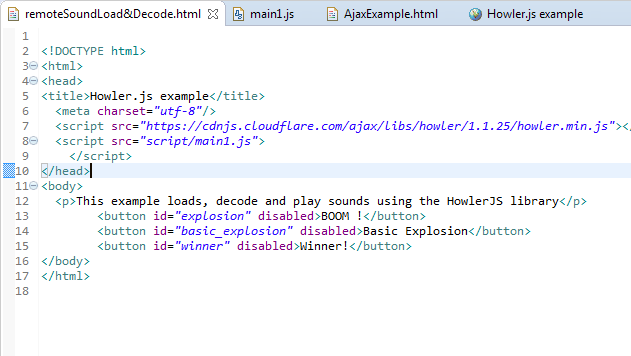 remoteSoundLoad&Decode.html main1.js AjaxExample.html Howler.js example
1
2 <!DOCTYPE html>
3 <html>
4 <head>
5 <title>Howler.js example</title>
6 <meta charset="utf-8"/>
7 <script src="https://cdnjs.cloudflare.com/ajax/libs/howler/1.1.25/howler.min.js"></
8 <script src="script/main1.js">
9 </script>
10 </head>
11 <body>
12 <p>This example loads, decode and play sounds using the HowlerJS library</p>
13 <button id="explosion" disabled>BOOM !</button>
14 <button id="basic_explosion" disabled>Basic Explosion</button>
15 <button id="winner" disabled>Winner!</button>
16 </body>
17 </html>
18